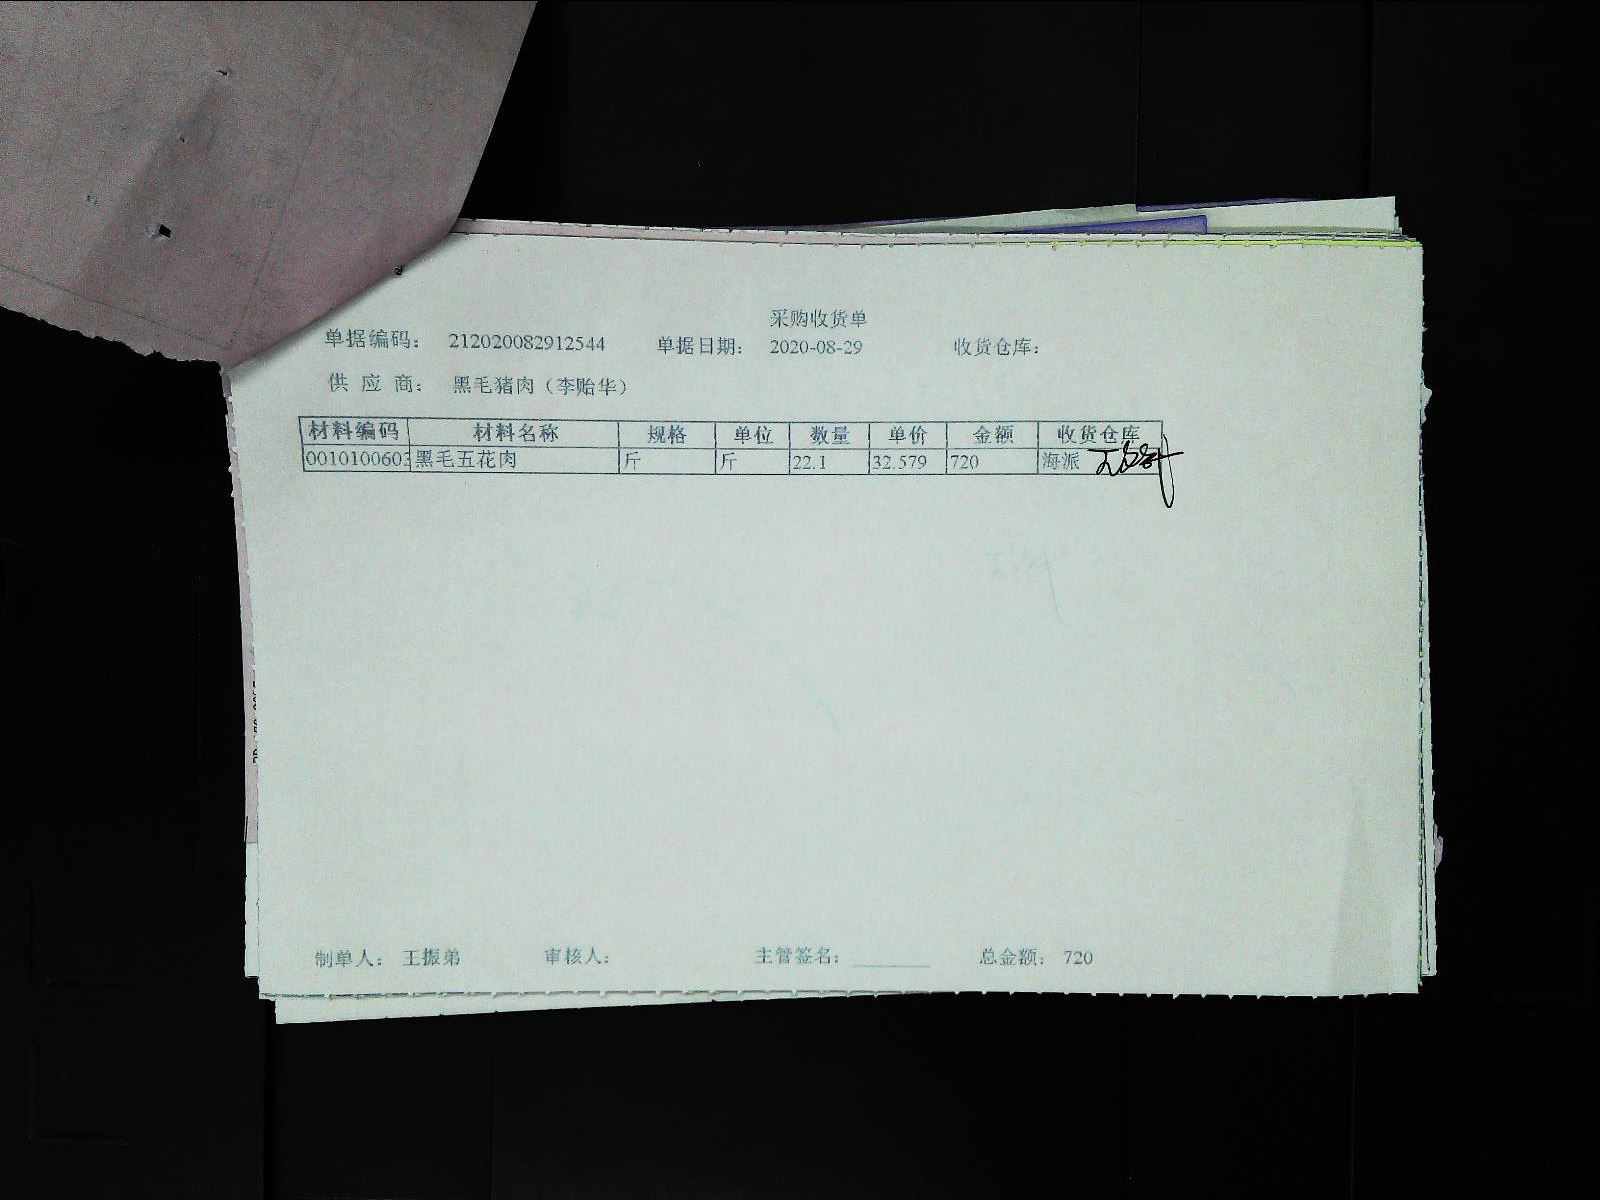 采购收货单
单据编码： 212020082912544 单据日期： 2020-08-29 收货仓库：
供 应 商： 黑毛猪肉（李贻华）
材料编码 材料名称 规格 单位 数量 单价 金额 收货仓库
0010100603 黑毛五花肉 斤 斤 22.1 32.579 720 海派
制单人： 王振弟 审核人： 主管签名： 总金额： 720